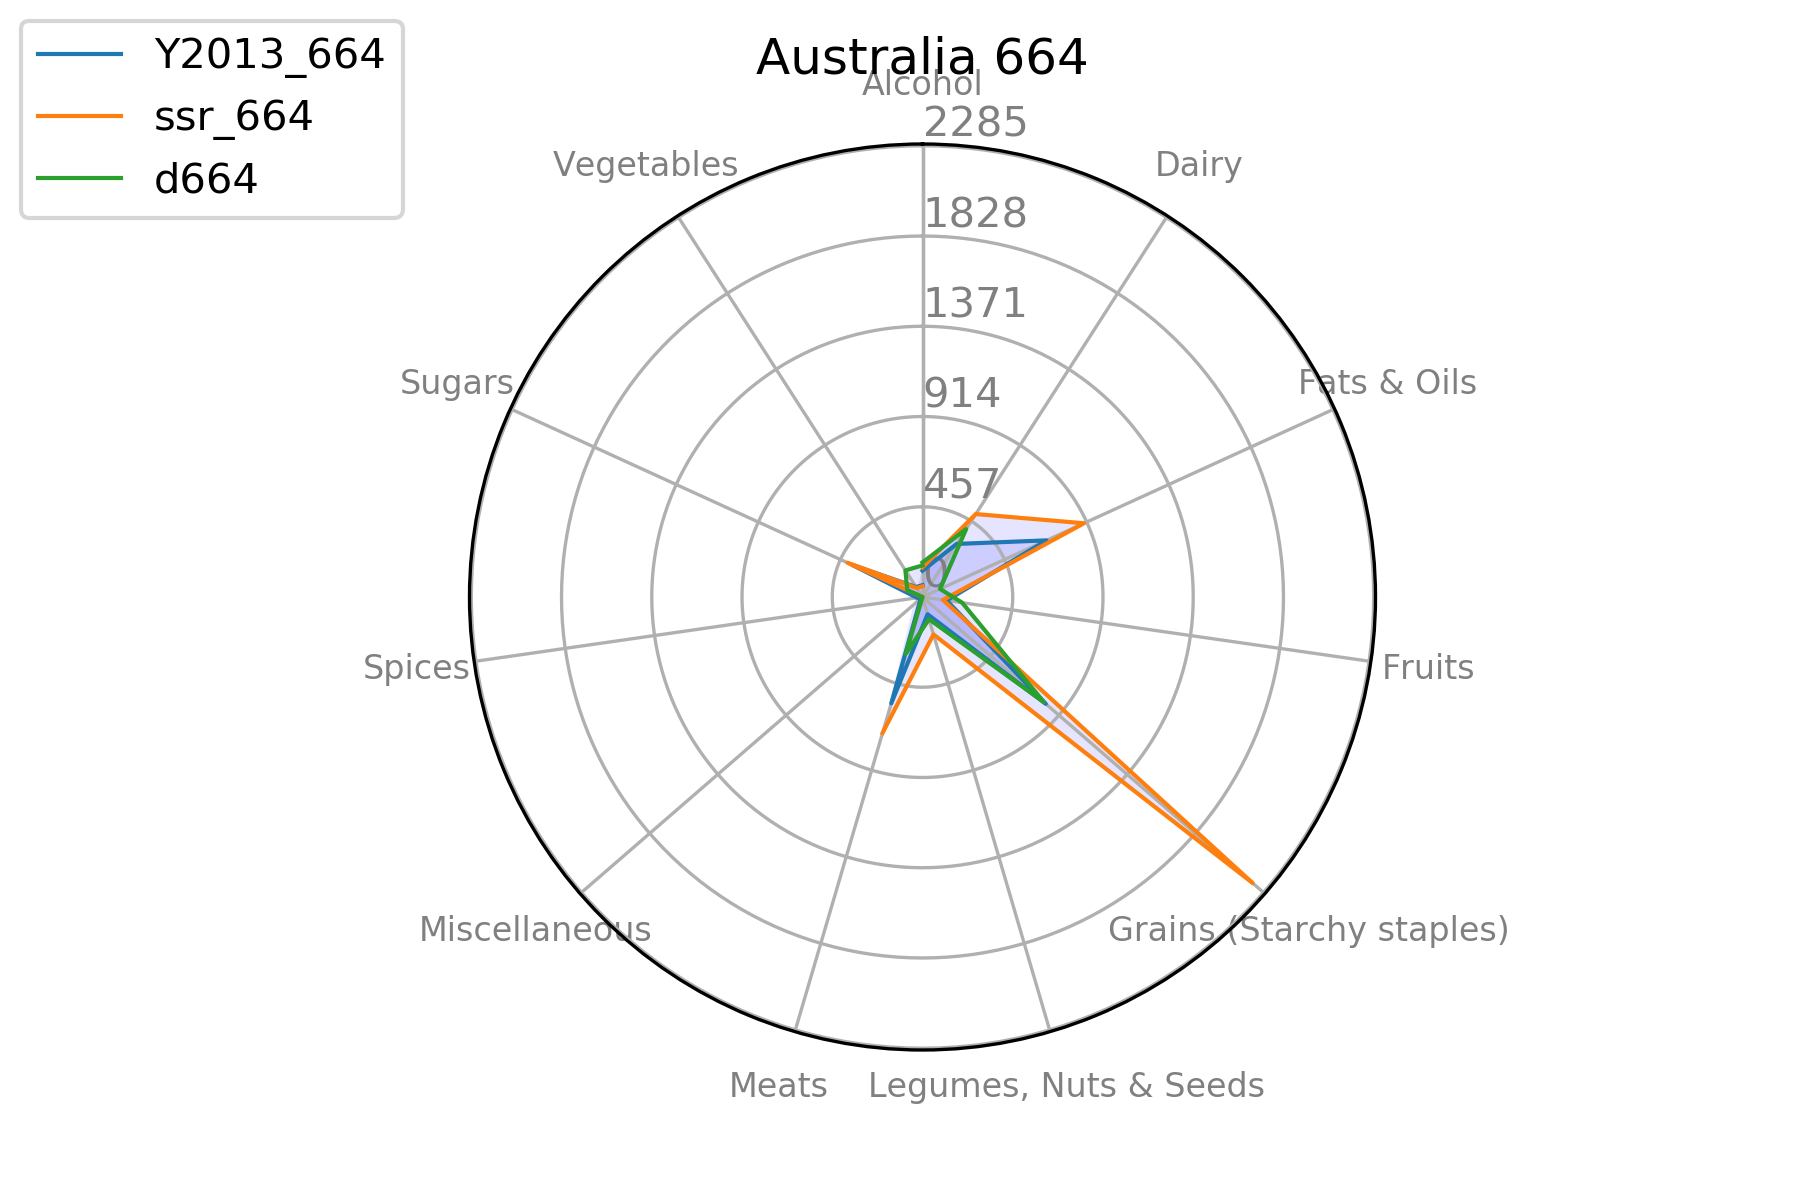 Y2013_664
ssr_664
d664
Australia 664
Alcohol
2285
Vegetables
Dairy
1828
1371
Sugars
Fats & Oils
914
457
0
Spices
Fruits
Miscellaneous
Grains (Starchy staples)
Meats
Legumes, Nuts & Seeds